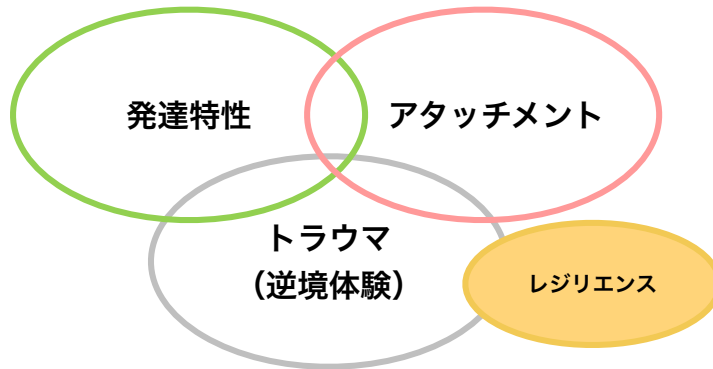 発達特性
アタッチメント
トラウマ
（逆境体験）
レジリエンス